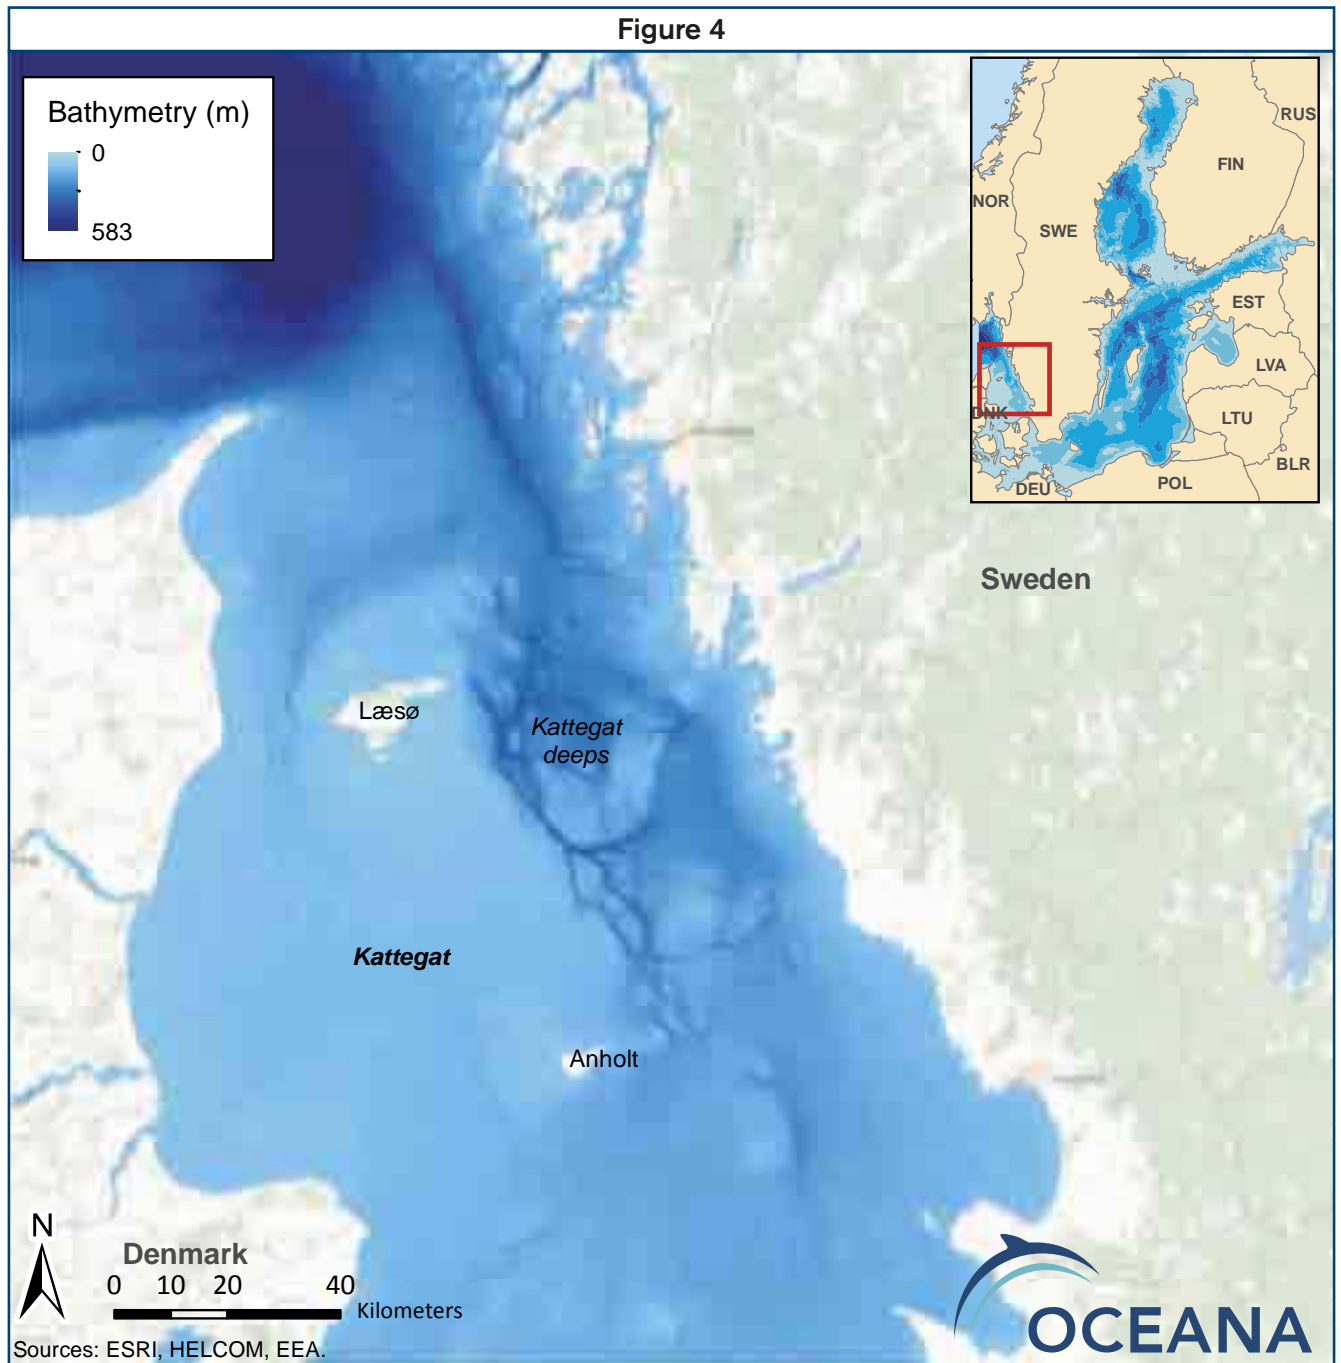 Figure 4
Bathymetry (m)
0
583
RUS
FIN
NOR
SWE
EST
LVA
DNK
LTU
BLR
DEU
POL
Sweden
Læsø
Kattegat
deeps
Kattegat
Anholt
N
Denmark
0 10 20 40
Kilometers
Sources: ESRI, HELCOM, EEA.
OCEANA